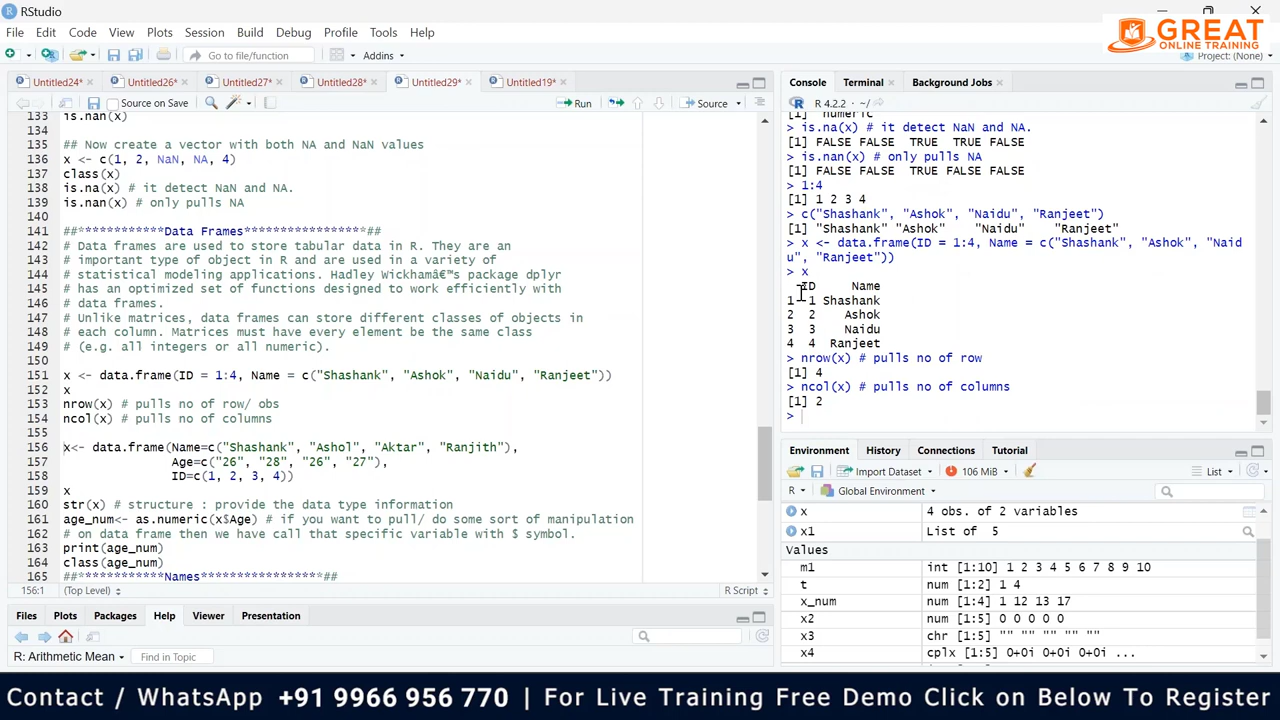 RStudio
File Edit Code View Plots Session Build Debug Profile Tools Help
GREAT
ONLINE TRAINING
Go to file/function
Addins
Project: (None)
Untitled24* Untitled26* Untitled27* Untitled28* Untitled29* Untitled19*
Source on Save
Run
Source
133 is.nan(x)
134
135 ## Now create a vector with both NA and NaN values
136 x <- c(1, 2, NaN, NA, 4)
137 class(x)
138 is.na(x) # it detect NaN and NA.
139 is.nan(x) # only pulls NA
140
141 ##************Data Frames****************##
142 # Data frames are used to store tabular data in R. They are an
143 # important type of object in R and are used in a variety of
144 # statistical modeling applications. Hadley Wickhamâ€™s package dplyr
145 # has an optimized set of functions designed to work efficiently with
146 # data frames.
147 # Unlike matrices, data frames can store different classes of objects in
148 # each column. Matrices must have every element be the same class
149 # (e.g. all integers or all numeric).
150
151 x <- data.frame(ID = 1:4, Name = c("Shashank", "Ashok", "Naidu", "Ranjeet"))
152 x
153 nrow(x) # pulls no of row/ obs
154 ncol(x) # pulls no of columns
155
156 x<- data.frame(Name=c("Shashank", "Ashol", "Aktar", "Ranjith"),
157 Age=c("26", "28", "26", "27"),
158 ID=c(1, 2, 3, 4))
159 x
160 str(x) # structure : provide the data type information
161 age_num<- as.numeric(x$Age) # if you want to pull/ do some sort of manipulation
162 # on data frame then we have call that specific variable with $ symbol.
163 print(age_num)
164 class(age_num)
165 ##************Names*****************##
156:1 (Top Level) R Script
Files Plots Packages Help Viewer Presentation
R: Arithmetic Mean Find in Topic
Console Terminal Background Jobs
R 4.2.2 · ~/
[1] "numeric"
> is.na(x) # it detect NaN and NA.
[1] FALSE FALSE TRUE TRUE FALSE
> is.nan(x) # only pulls NA
[1] FALSE FALSE TRUE FALSE FALSE
> 1:4
[1] 1 2 3 4
> c("Shashank", "Ashok", "Naidu", "Ranjeet")
[1] "Shashank" "Ashok" "Naidu" "Ranjeet"
> x <- data.frame(ID = 1:4, Name = c("Shashank", "Ashok", "Naid
u", "Ranjeet"))
> x
ID Name
1 1 Shashank
2 2 Ashok
3 3 Naidu
4 4 Ranjeet
> nrow(x) # pulls no of row
[1] 4
> ncol(x) # pulls no of columns
[1] 2
>
Environment History Connections Tutorial
Import Dataset 106 MiB List
R Global Environment
x 4 obs. of 2 variables
x1 List of 5
Values
m1 int [1:10] 1 2 3 4 5 6 7 8 9 10
t num [1:2] 1 4
x_num num [1:4] 1 12 13 17
x2 num [1:5] 0 0 0 0 0
x3 chr [1:5] "" "" "" "" ""
x4 cplx [1:5] 0+0i 0+0i 0+0i ...
Contact / WhatsApp +91 9966 956 770 | For Live Training Free Demo Click on Below To Register